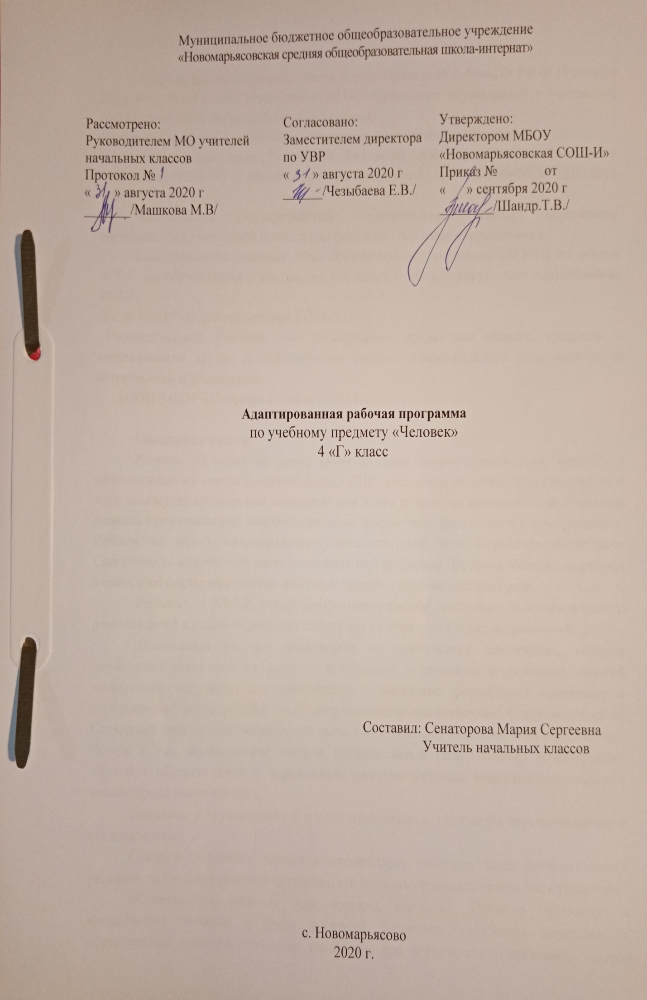 Муниципальное бюджетное общеобразовательное учреждение
«Новомарьясовская средняя общеобразовательная школа-интернат»
Рассмотрено:
Руководителем МО учителей
начальных классов
Протокол № 1
« 31 » августа 2020 г
/Машкова М.В/
Согласовано:
Заместителем директора
по УВР
« 31 » августа 2020 г
/Чезыбаева Е.В./
Утверждено:
Директором МБОУ
«Новомарьясовская СОШ-И»
Приказ № от
« » сентября 2020 г
/Шандр.Т.В./
Адаптированная рабочая программа
по учебному предмету «Человек»
4 «Г» класс
Составил: Сенаторова Мария Сергеевна
Учитель начальных классов
с. Новомарьясово
2020 г.